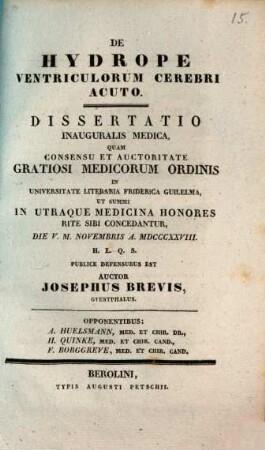 15.
DE
HYDROPE
VENTRICULORUM CEREBRI
ACUTO.
DISSERTATIO
INAUGURALIS MEDICA,
QUAM
CONSENSU ET AUCTORITATE
GRATIOSI MEDICORUM ORDINIS
IN
UNIVERSITATE LITERARIA FRIDERICA GUILELMA,
UT SUMMI
IN UTRAQUE MEDICINA HONORES
RITE SIBI CONCEDANTUR,
DIE V. M. NOVEMBRIS A. MDCCCXXVIII.
H. L. Q. S.
PUBLICE DEFENSURUS EST
AUCTOR
JOSEPHUS BREVIS,
GUESTPHALUS.
OPPONENTIBUS:
A. HUELSMANN, MED. ET CHIR. DR.,
H. QUINKE, MED. ET CHIR. CAND.,
F. BORGGREVE, MED. ET CHIR. CAND.
BEROLINI,
TYPIS AUGUSTI PETSCHII.